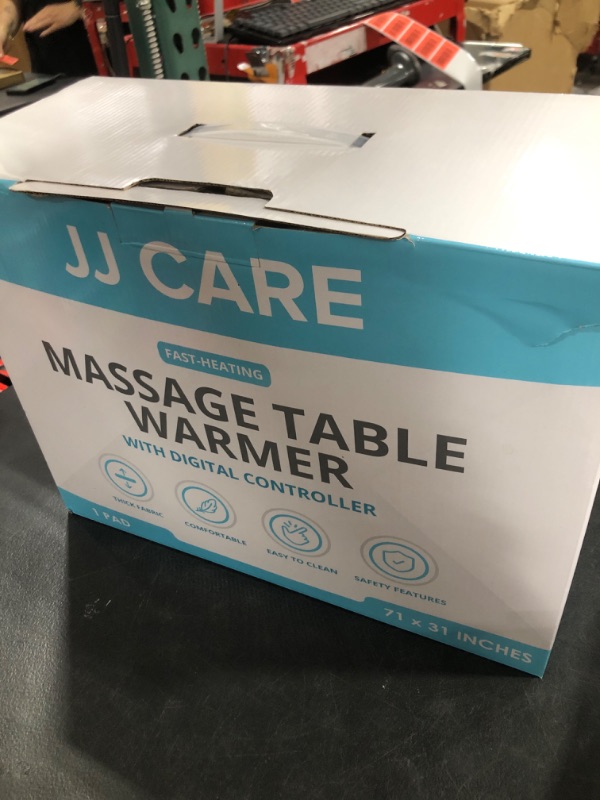 JJ CARE
FAST-HEATING
MASSAGE TABLE
WARMER
WITH DIGITAL CONTROLLER
THICK FABRIC
COMFORTABLE
EASY TO CLEAN
SAFETY FEATURES
1 PAD
71 x 31 INCHES